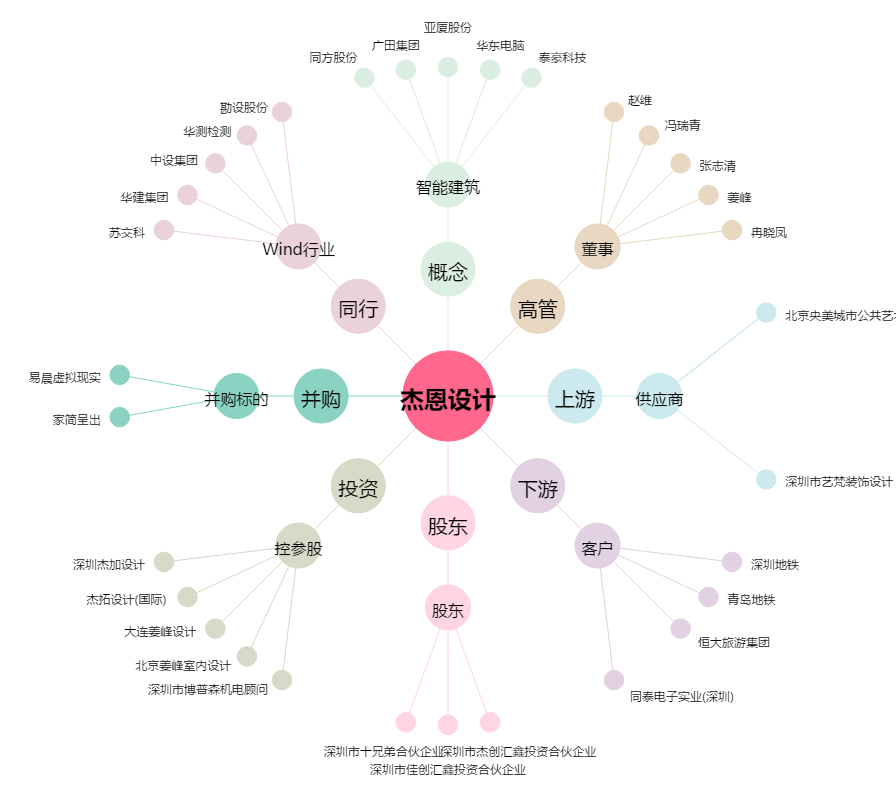 亚厦股份
广田集团
华东电脑
同方股份
泰豪科技
智能建筑
概念
勘设股份
华测检测
中设集团
华建集团
苏交科
Wind行业
同行
赵维
冯瑞青
张志清
姜峰
冉晓凤
董事
高管
易晨虚拟现实
家简呈出
并购标的
并购
杰恩设计
上游
供应商
北京央美城市公共艺
深圳市艺梵装饰设计
投资
控参股
深圳杰加设计
杰拓设计(国际)
大连姜峰设计
北京姜峰室内设计
深圳市博普森机电顾问
股东
股东
深圳市十兄弟合伙企业
深圳市杰创汇鑫投资合伙企业
深圳市佳创汇鑫投资合伙企业
下游
客户
深圳地铁
青岛地铁
恒大旅游集团
同泰电子实业(深圳)